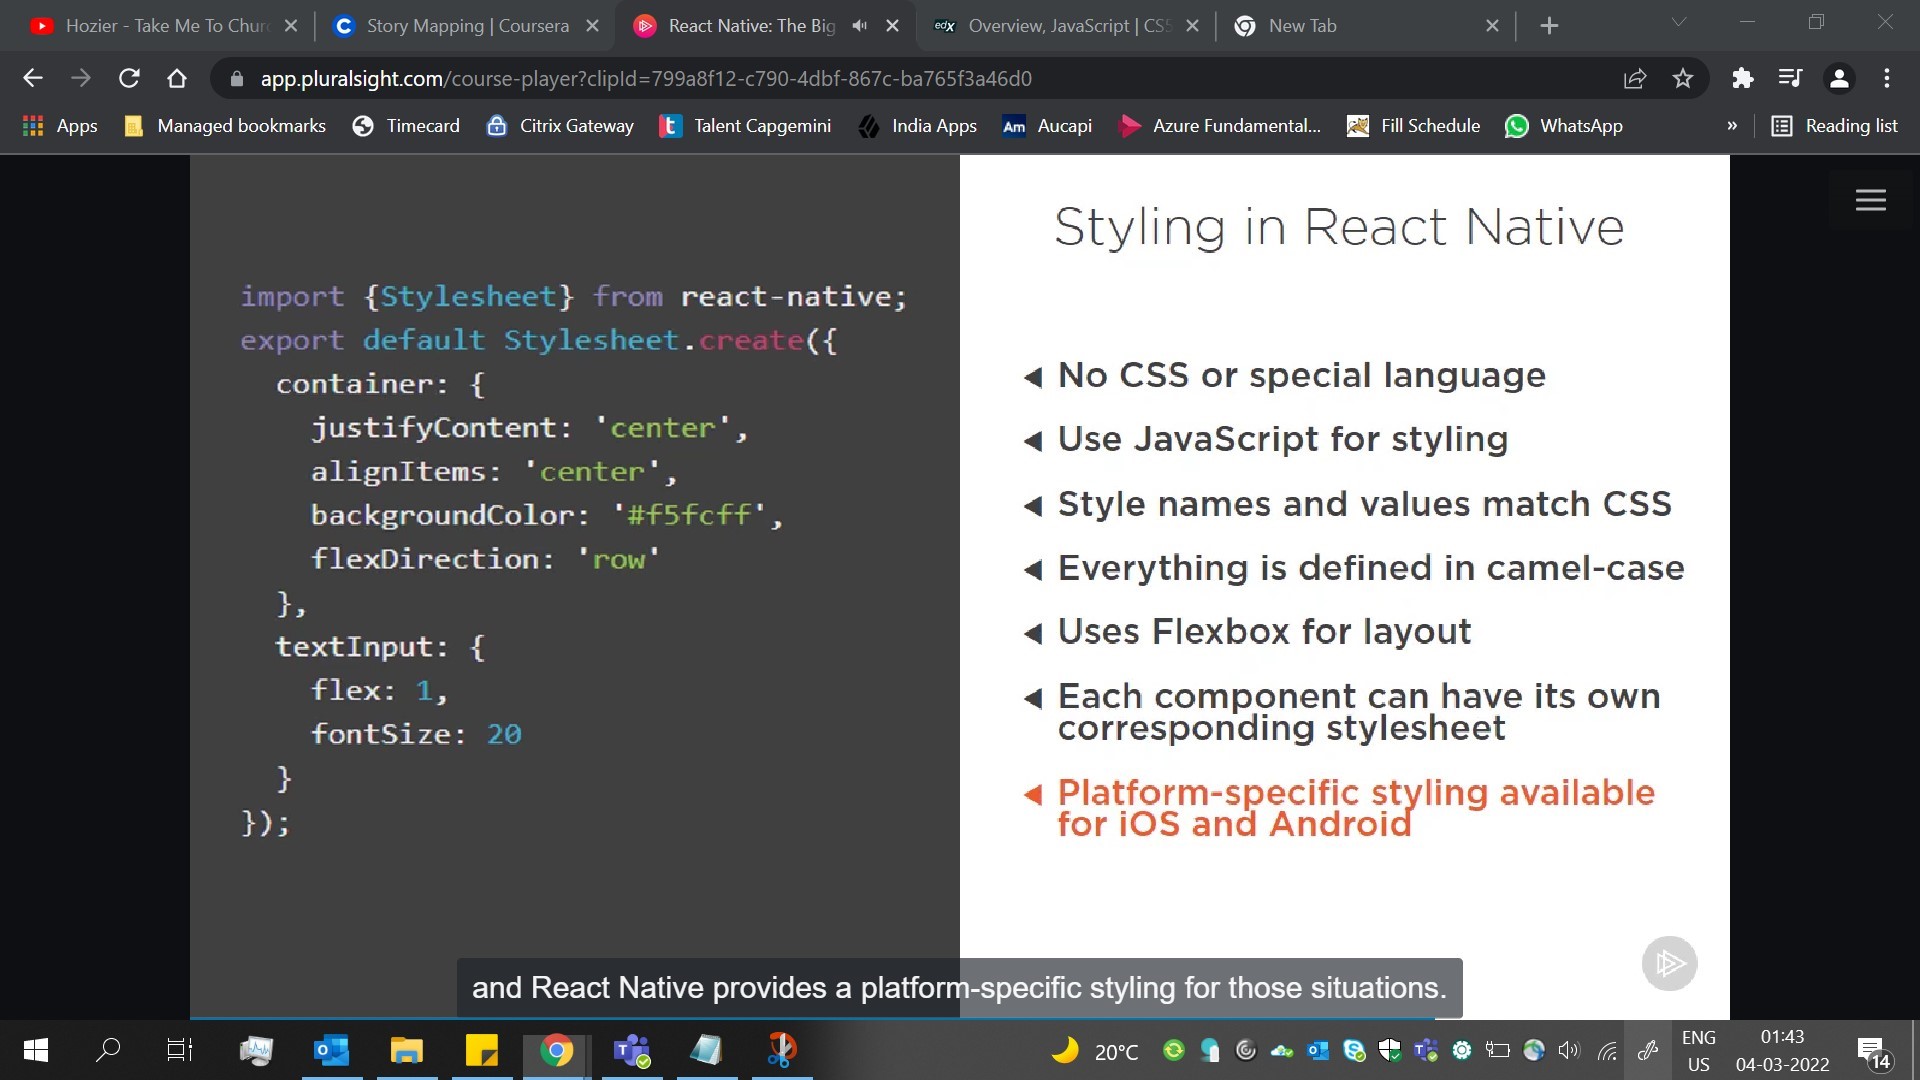 Hozier - Take Me To Churc
Story Mapping | Coursera
React Native: The Big
edX
Overview, JavaScript | CS5
New Tab
app.pluralsight.com/course-player?clipId=799a8f12-c790-4dbf-867c-ba765f3a46d0
Apps
Managed bookmarks
Timecard
Citrix Gateway
Talent Capgemini
India Apps
Am
Aucapi
Azure Fundamental...
Fill Schedule
WhatsApp
»
Reading list
import {Stylesheet} from react-native;
export default Stylesheet.create({
container: {
justifyContent: 'center',
alignItems: 'center',
backgroundColor: '#f5fcff',
flexDirection: 'row'
},
textInput: {
flex: 1,
fontSize: 20
}
});
Styling in React Native
No CSS or special language
Use JavaScript for styling
Style names and values match CSS
Everything is defined in camel-case
Uses Flexbox for layout
Each component can have its own
corresponding stylesheet
Platform-specific styling available
for iOS and Android
and React Native provides a platform-specific styling for those situations.
20°C
ENG
US
01:43
04-03-2022
14